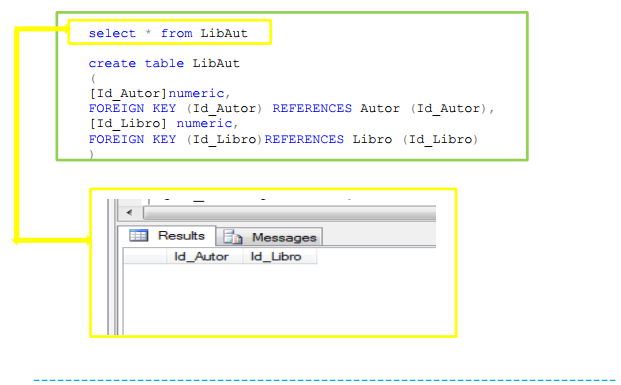 select * from LibAut
create table LibAut
(
[Id_Autor]numeric,
FOREIGN KEY (Id_Autor) REFERENCES Autor (Id_Autor),
[Id_Libro] numeric,
FOREIGN KEY (Id_Libro)REFERENCES Libro (Id_Libro)
)
Results Messages
Id_Autor Id_Libro